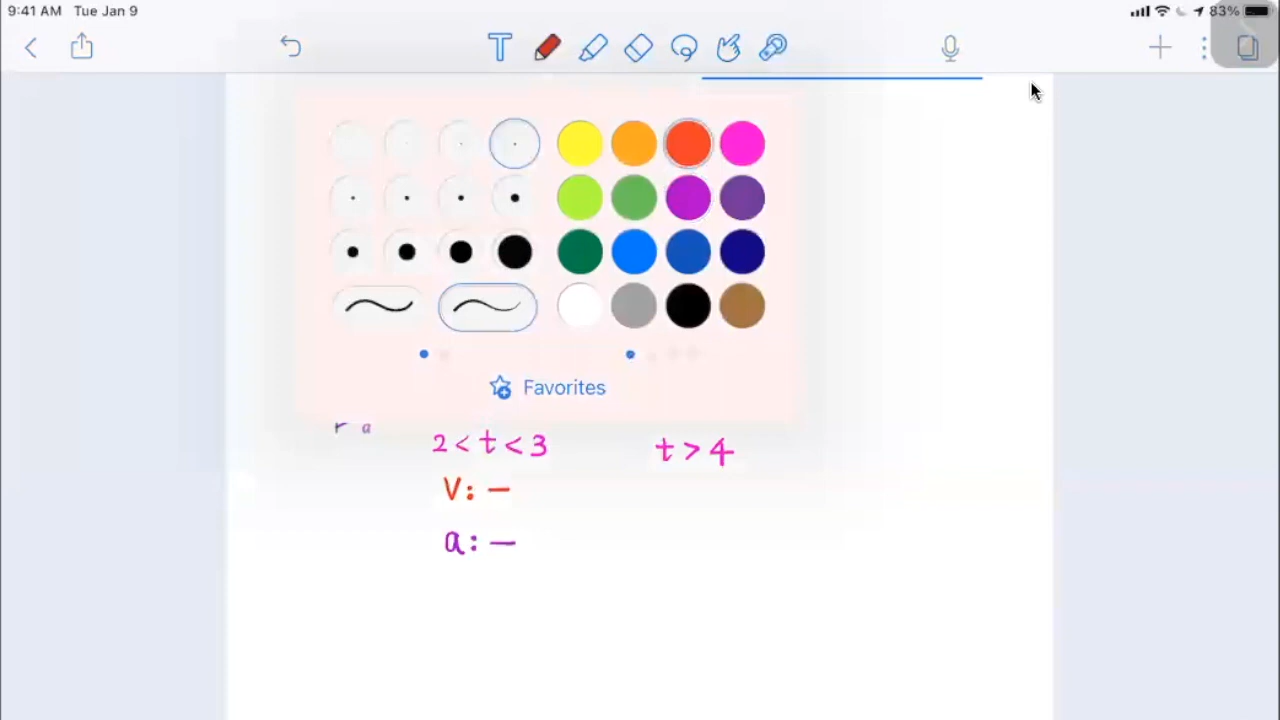 9:41 AM Tue Jan 9 83%
T
Favorites
r a
2 < t < 3 t > 4
V: −
a: −